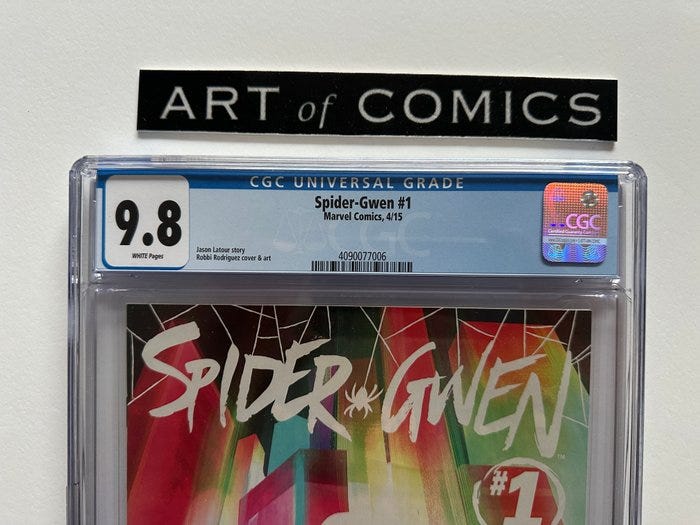 ART of COMICS
CGC UNIVERSAL GRADE
9.8
WHITE Pages
Spider-Gwen #1
Marvel Comics, 4/15
Jason Latour story
Robbi Rodriguez cover & art
4090077006
CGC
SPIDER GWEN
TM
#1